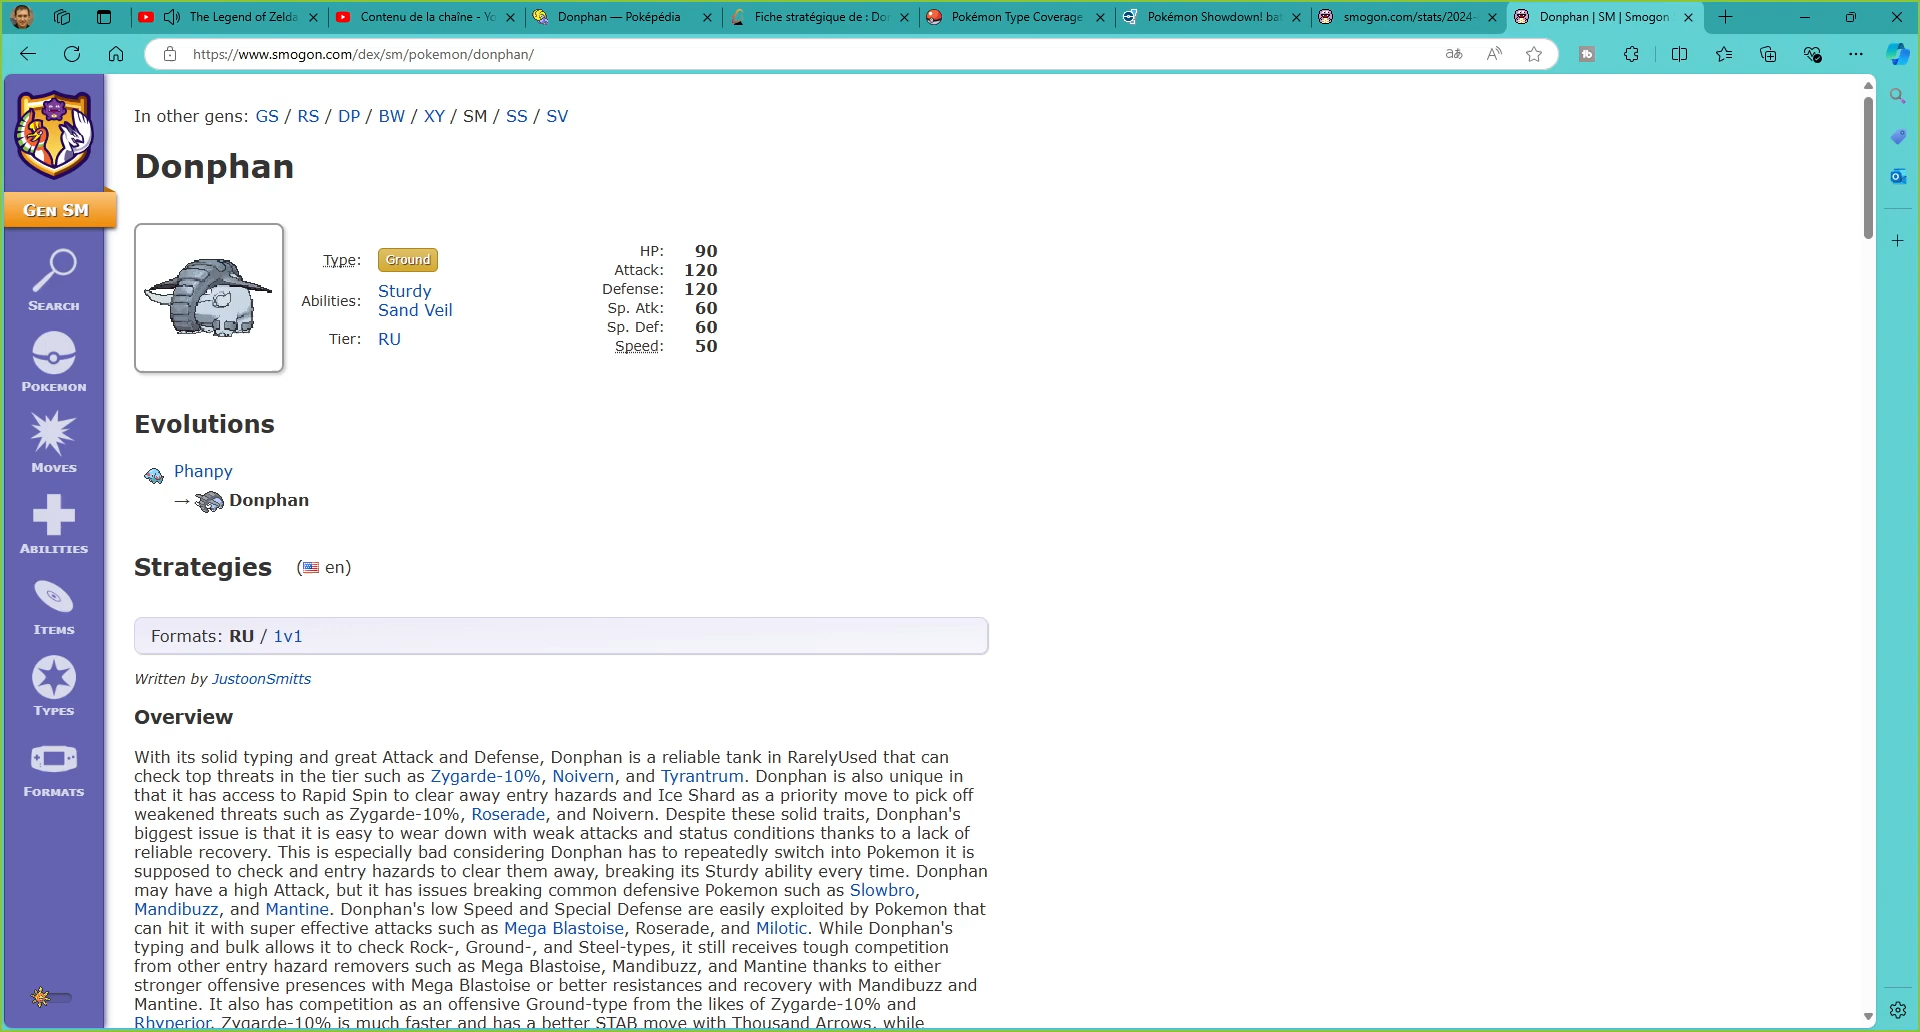 The Legend of Zelda
Contenu de la chaîne - Yo
Donphan — Poképédia
Fiche stratégique de : Do
Pokémon Type Coverage
Pokémon Showdown! ba
smogon.com/stats/2024-
Donphan | SM | Smogon
https://www.smogon.com/dex/sm/pokemon/donphan/
GEN SM
SEARCH
POKEMON
MOVES
ABILITIES
ITEMS
TYPES
FORMATS
In other gens: GS / RS / DP / BW / XY / SM / SS / SV
Donphan
Type: Ground
Abilities: Sturdy
Sand Veil
Tier: RU
HP: 90
Attack: 120
Defense: 120
Sp. Atk: 60
Sp. Def: 60
Speed: 50
Evolutions
Phanpy
→ Donphan
Strategies (en)
Formats: RU / 1v1
Written by JustoonSmitts
Overview
With its solid typing and great Attack and Defense, Donphan is a reliable tank in RarelyUsed that can
check top threats in the tier such as Zygarde-10%, Noivern, and Tyrantrum. Donphan is also unique in
that it has access to Rapid Spin to clear away entry hazards and Ice Shard as a priority move to pick off
weakened threats such as Zygarde-10%, Roserade, and Noivern. Despite these solid traits, Donphan's
biggest issue is that it is easy to wear down with weak attacks and status conditions thanks to a lack of
reliable recovery. This is especially bad considering Donphan has to repeatedly switch into Pokemon it is
supposed to check and entry hazards to clear them away, breaking its Sturdy ability every time. Donphan
may have a high Attack, but it has issues breaking common defensive Pokemon such as Slowbro,
Mandibuzz, and Mantine. Donphan's low Speed and Special Defense are easily exploited by Pokemon that
can hit it with super effective attacks such as Mega Blastoise, Roserade, and Milotic. While Donphan's
typing and bulk allows it to check Rock-, Ground-, and Steel-types, it still receives tough competition
from other entry hazard removers such as Mega Blastoise, Mandibuzz, and Mantine thanks to either
stronger offensive presences with Mega Blastoise or better resistances and recovery with Mandibuzz and
Mantine. It also has competition as an offensive Ground-type from the likes of Zygarde-10% and
Rhyperior. Zygarde-10% is much faster and has a better STAB move with Thousand Arrows, while